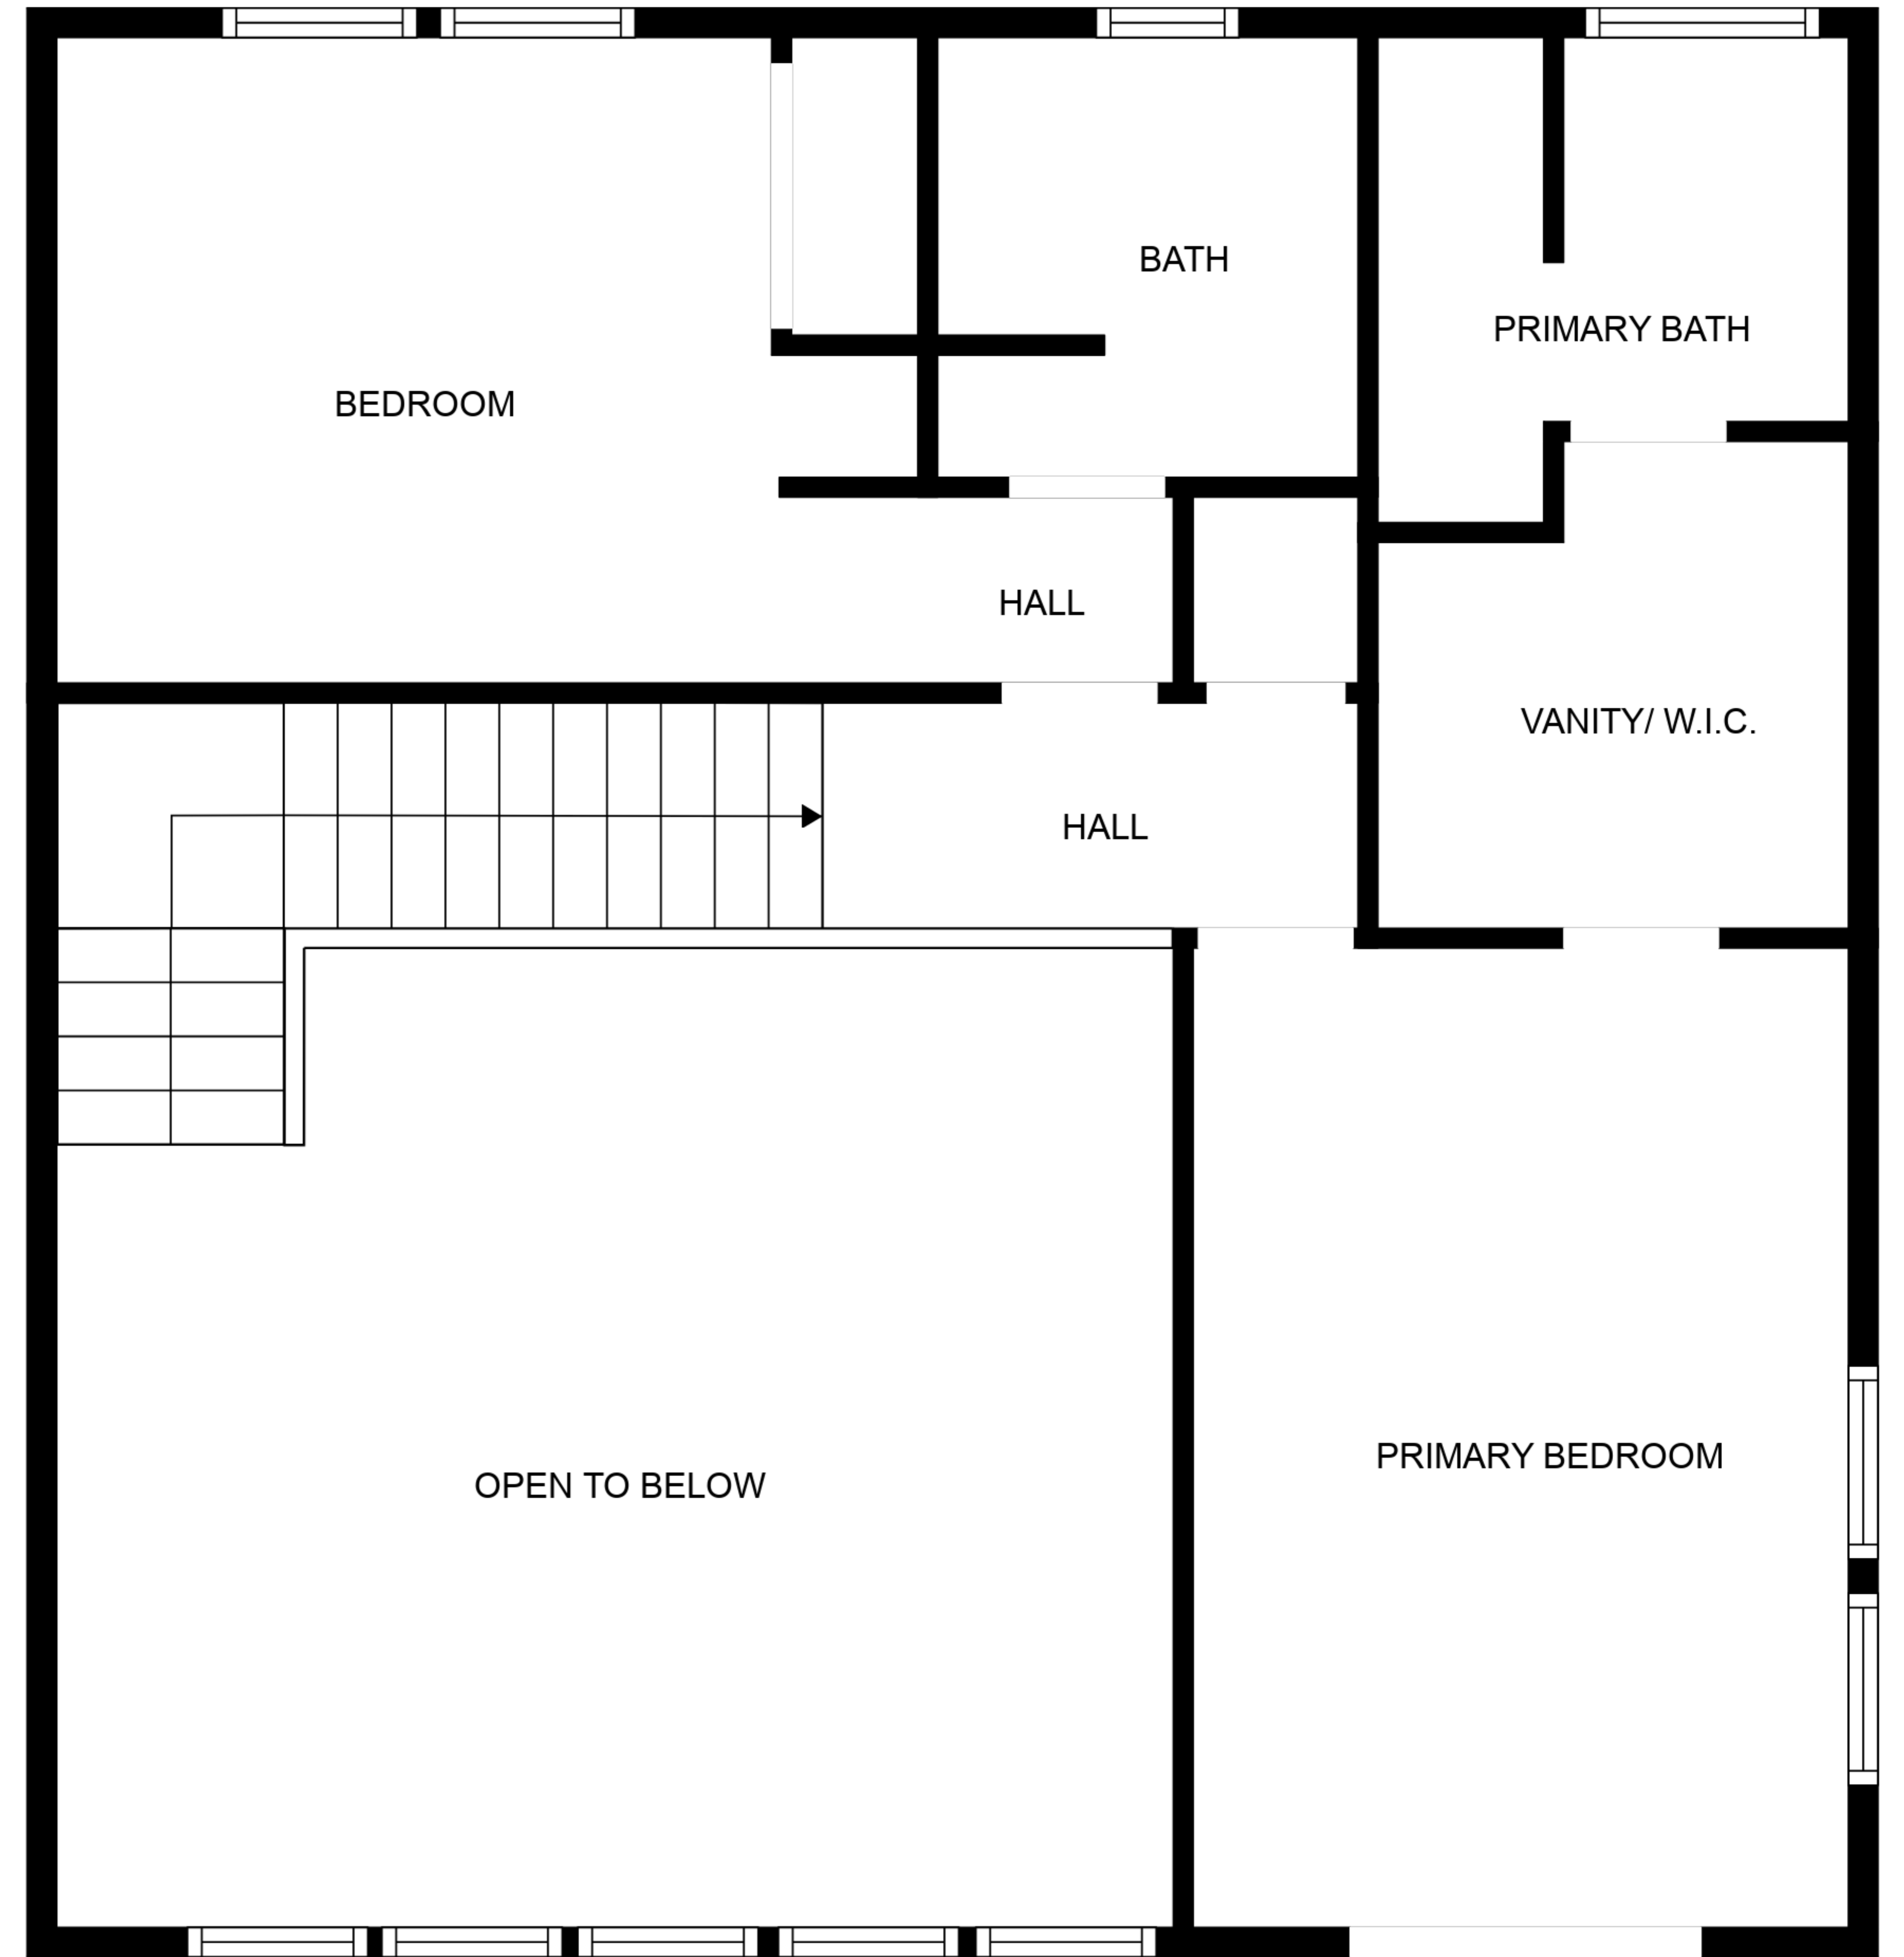 BATH
PRIMARY BATH
BEDROOM
HALL
VANITY/ W.I.C.
HALL
PRIMARY BEDROOM
OPEN TO BELOW